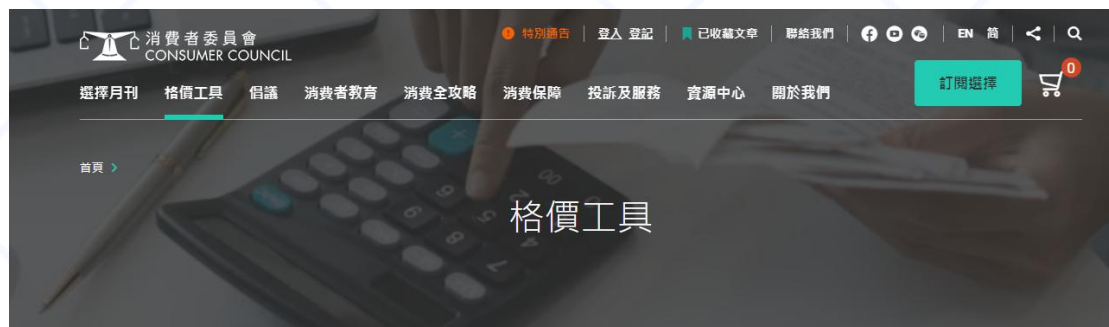 特別通告 登入 登記 已收藏文章 聯絡我們 EN 簡
消費者委員會
CONSUMER COUNCIL
選擇月刊 格價工具 倡議 消費者教育 消費全攻略 消費保障 投訴及服務 資源中心 關於我們 訂閱選擇 0
首頁
格價工具